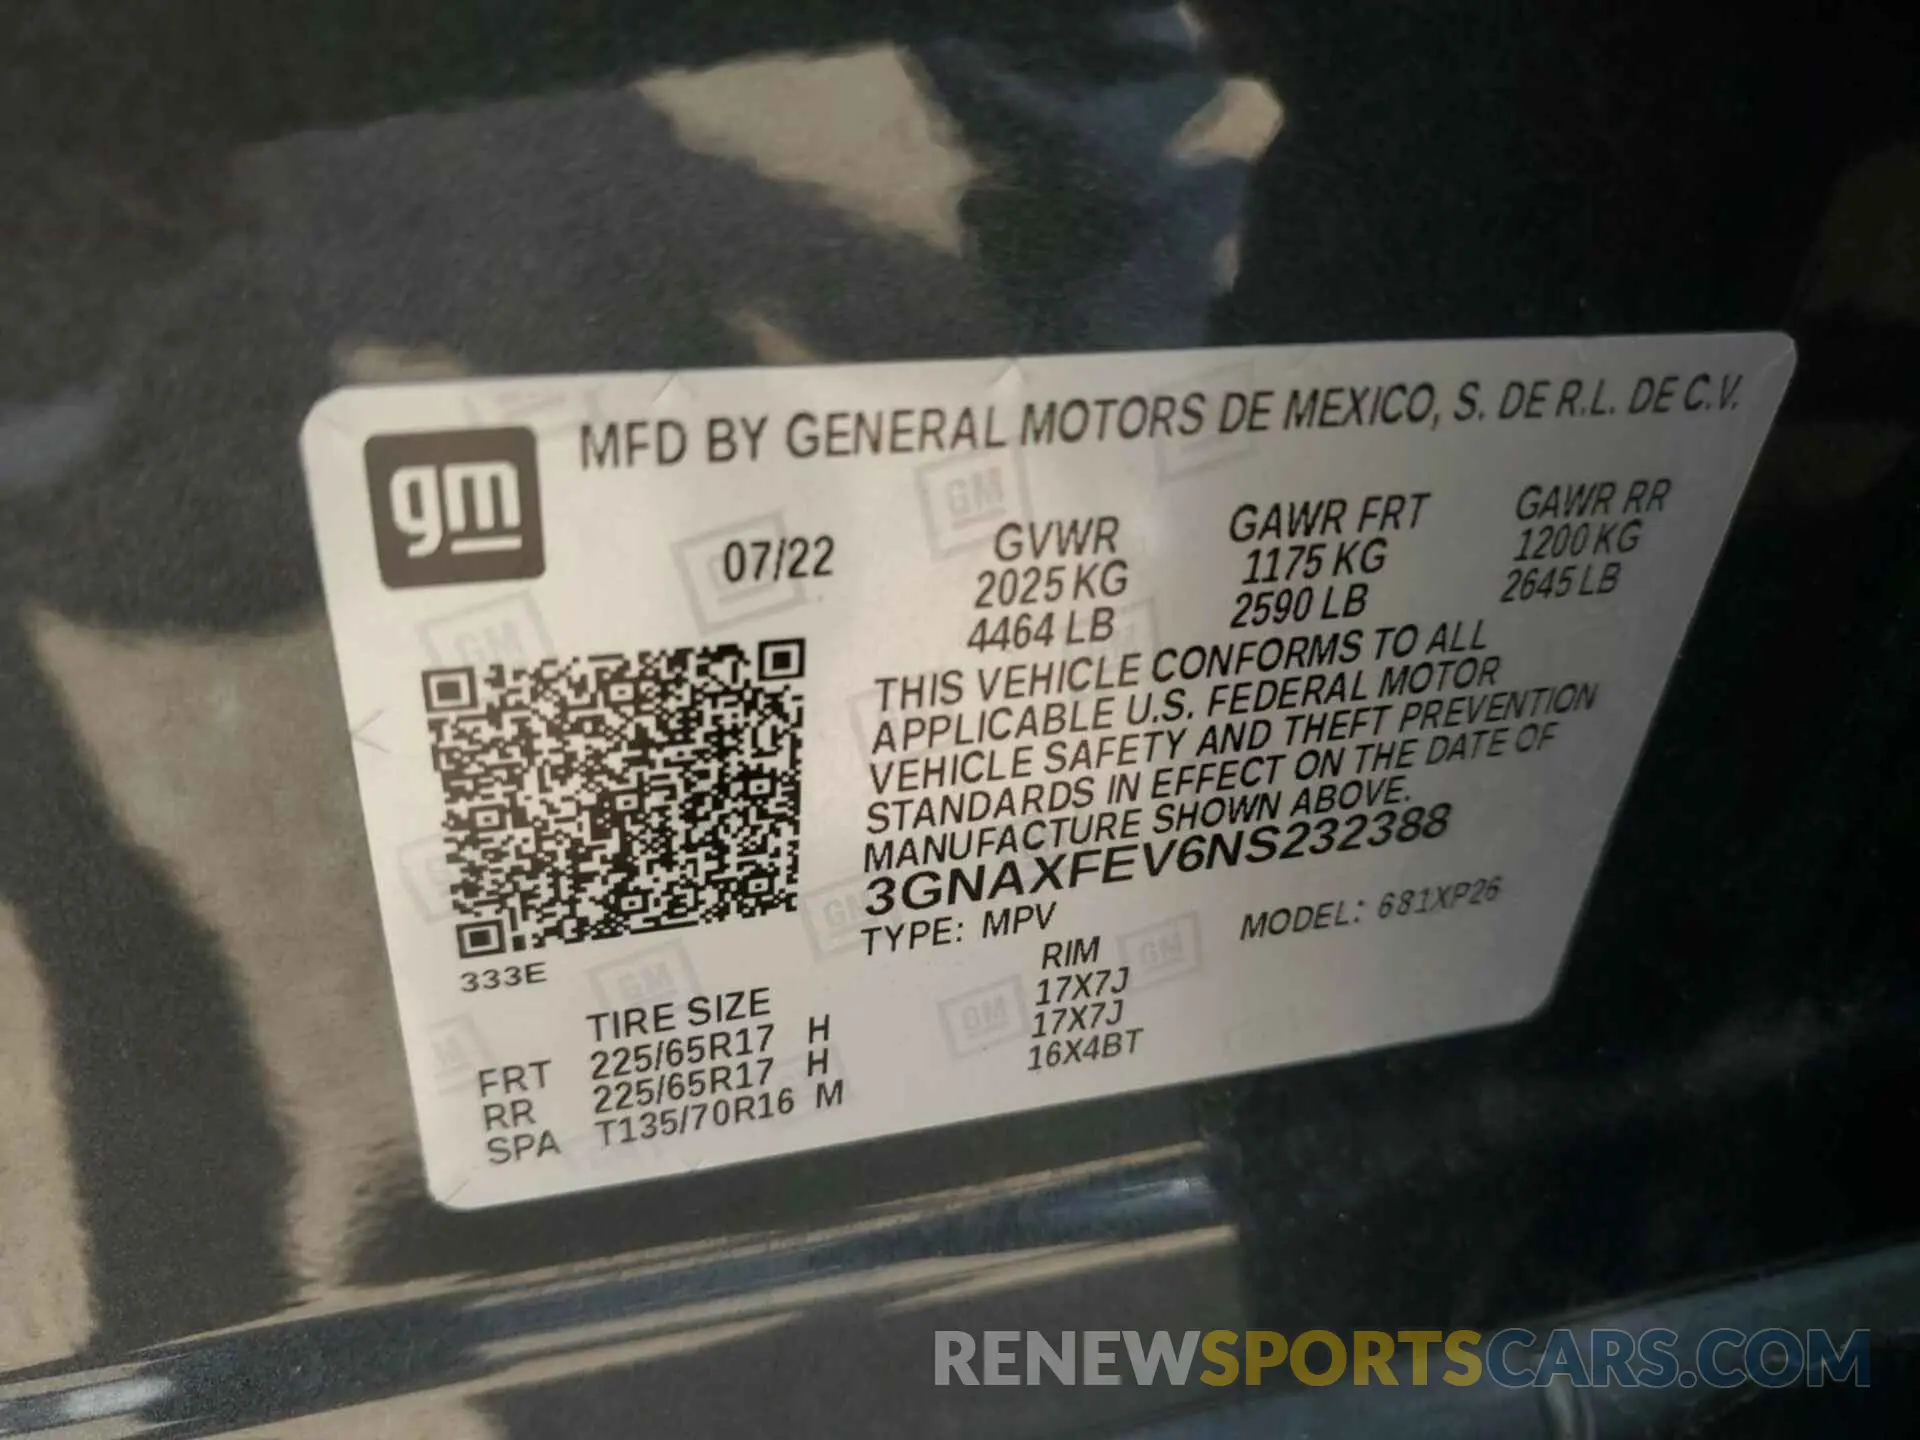 gm
MFD BY GENERAL MOTORS DE MEXICO, S. DE R.L. DE C.V.
07/22
GVWR GAWR FRT GAWR RR
2025 KG 1175 KG 1200 KG
4464 LB 2590 LB 2645 LB
THIS VEHICLE CONFORMS TO ALL
APPLICABLE U.S. FEDERAL MOTOR
VEHICLE SAFETY AND THEFT PREVENTION
STANDARDS IN EFFECT ON THE DATE OF
MANUFACTURE SHOWN ABOVE.
3GNAXFEV6NS232388
TYPE: MPV MODEL: 681XP26
333E
TIRE SIZE RIM
FRT 225/65R17 H 17X7J
RR 225/65R17 H 17X7J
SPA T135/70R16 M 16X4BT
RENEWSPORTSCARS.COM